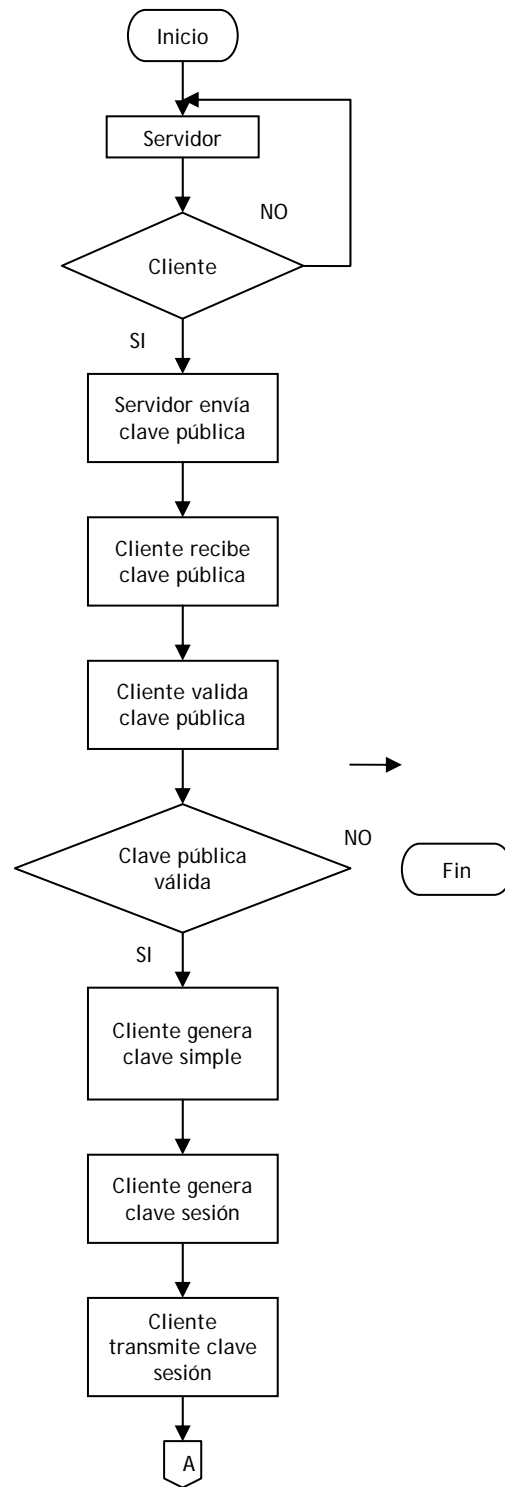 Inicio
Servidor
NO
Cliente
SI
Servidor envía
clave pública
Cliente recibe
clave pública
Cliente valida
clave pública
NO
Clave pública
válida
Fin
SI
Cliente genera
clave simple
Cliente genera
clave sesión
Cliente
transmite clave
sesión
A